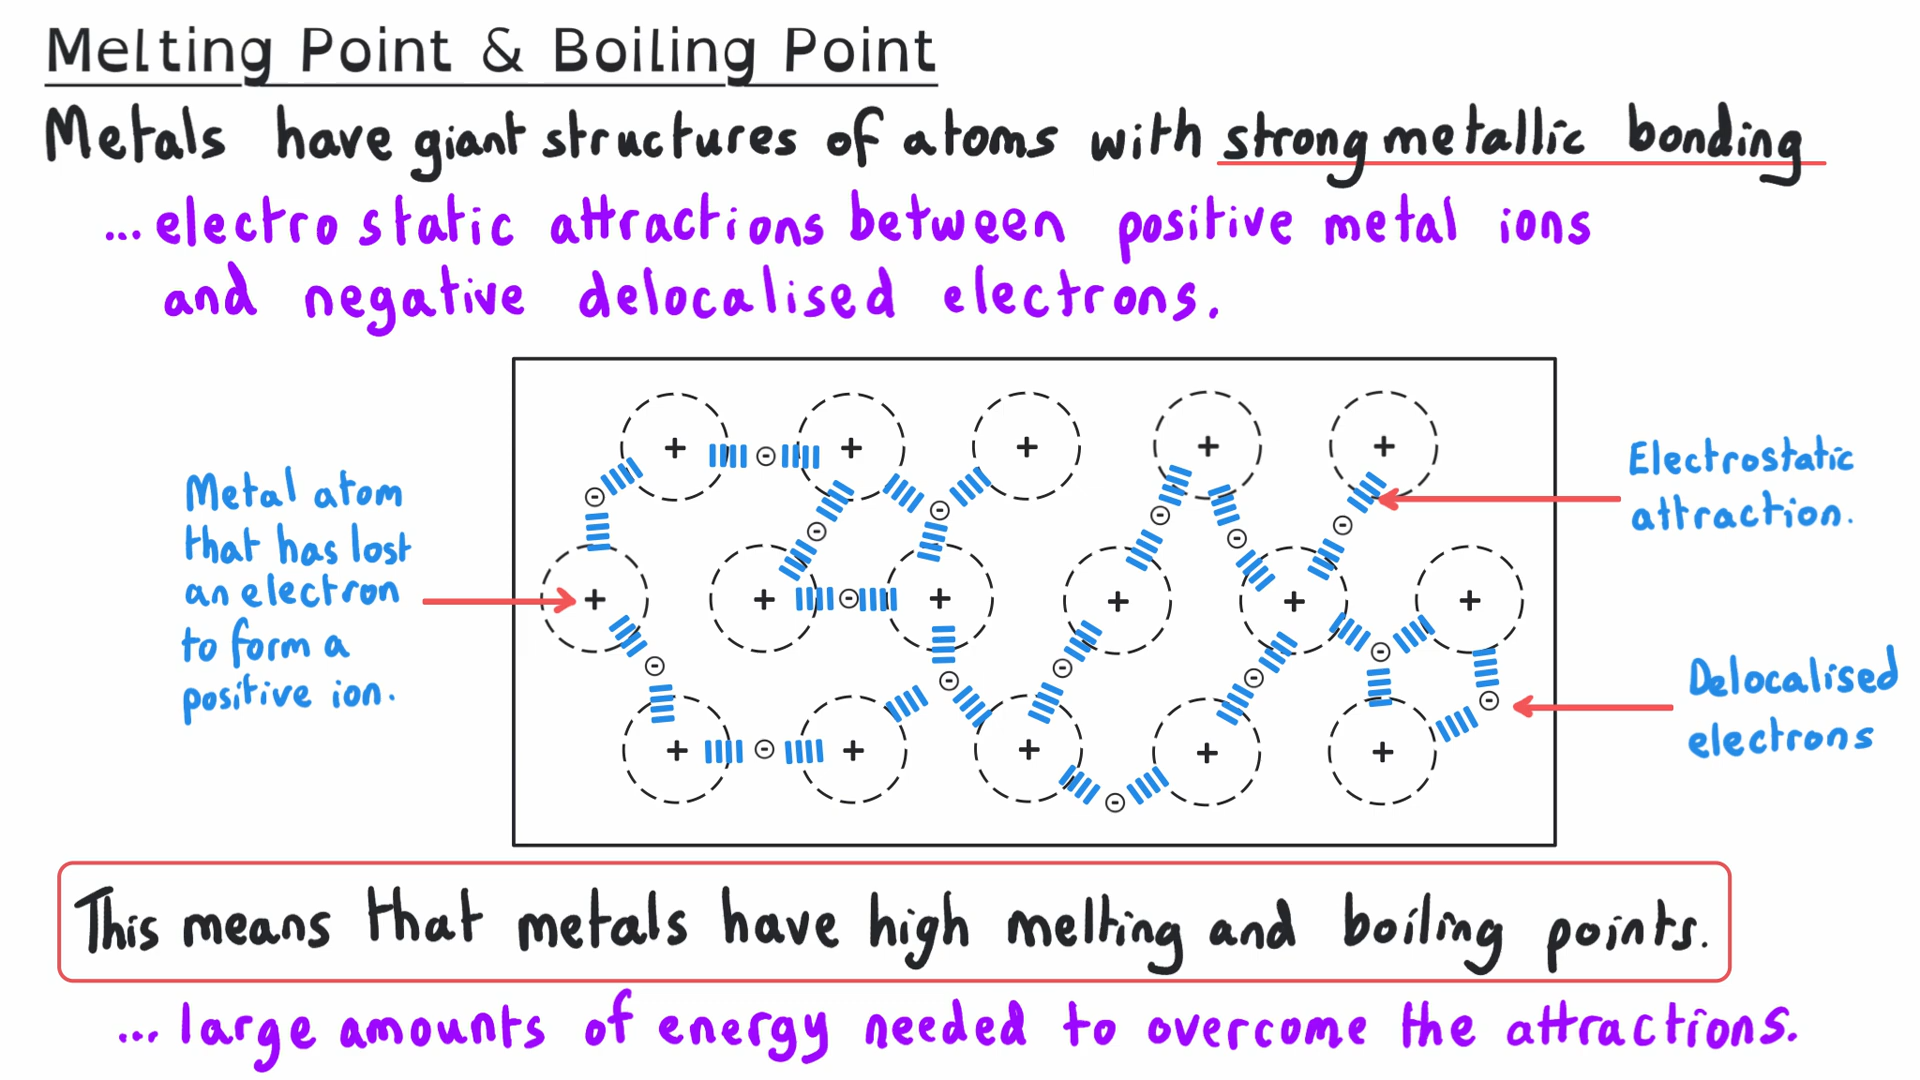 Melting Point & Boiling Point
Metals have giant structures of atoms with strong metallic bonding
...electrostatic attractions between positive metal ions
and negative delocalised electrons.
Metal atom
that has lost
an electron
to form a
positive ion.
Electrostatic
attraction.
Delocalised
electrons
+ - + + + +
- - - - - -
+ + - + + + +
- - - - -
+ - + + + +
-
This means that metals have high melting and boiling points.
... large amounts of energy needed to overcome the attractions.